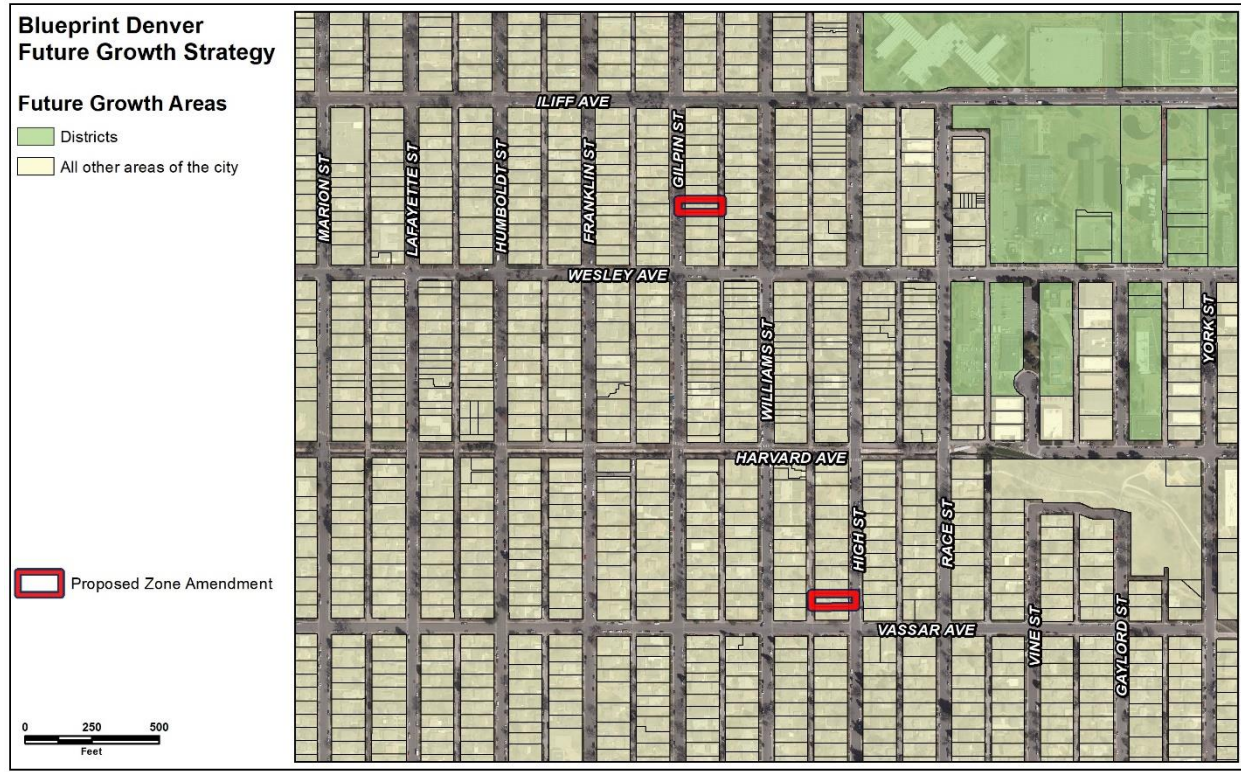 Blueprint Denver
Future Growth Strategy
Future Growth Areas
Districts
All other areas of the city
Proposed Zone Amendment
0 250 500
Feet
ILIFF AVE
MARION ST
LAFAYETTE ST
HUMBOLDT ST
FRANKLIN ST
GILPIN ST
WESLEY AVE
WILLIAMS ST
YORK ST
HARVARD AVE
HIGH ST
RACE ST
VASSAR AVE
VINE ST
GAYLORD ST